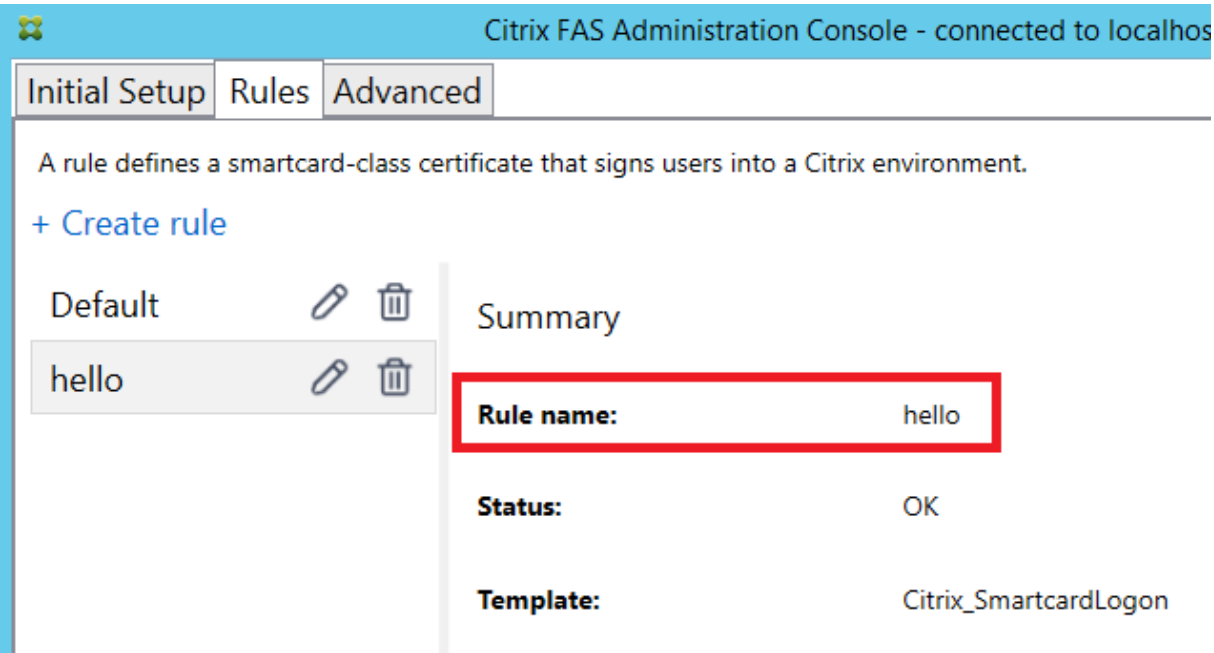 Citrix FAS Administration Console - connected to localhos
Initial Setup Rules Advanced
A rule defines a smartcard-class certificate that signs users into a Citrix environment.
+ Create rule
Default
hello
Summary
Rule name: hello
Status: OK
Template: Citrix_SmartcardLogon